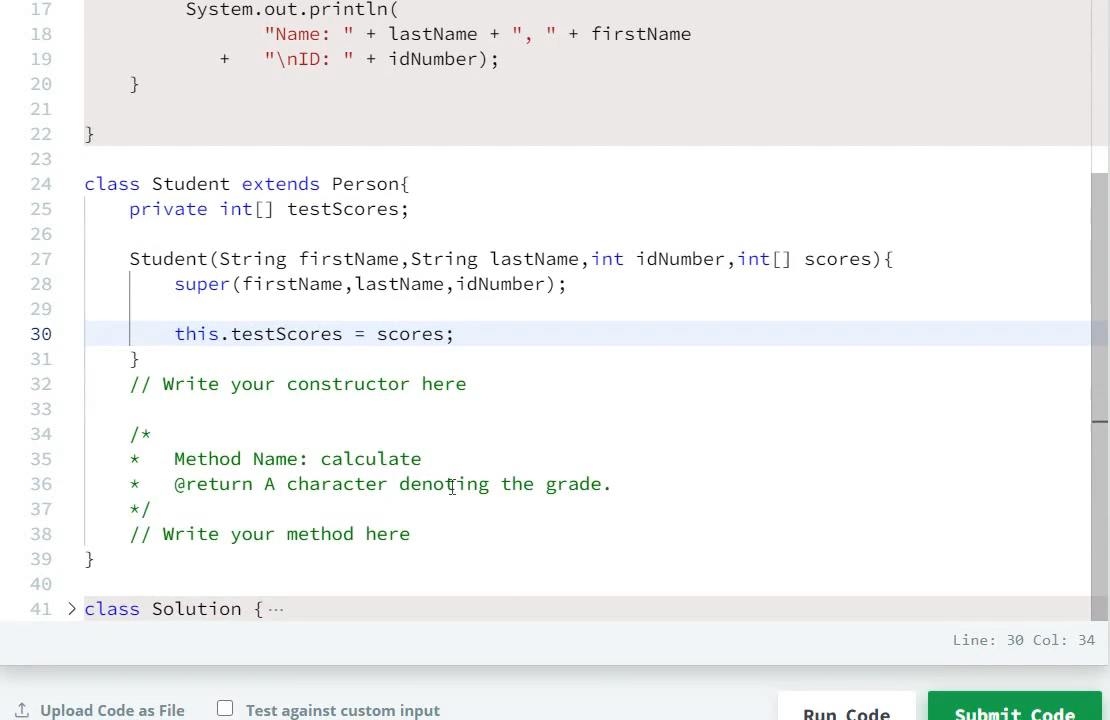 17 System.out.println(
18 "Name: " + lastName + ", " + firstName
19 + "\nID: " + idNumber);
20 }
21
22 }
23
24 class Student extends Person{
25 private int[] testScores;
26
27 Student(String firstName,String lastName,int idNumber,int[] scores){
28 super(firstName,lastName,idNumber);
29
30 this.testScores = scores;
31 }
32 // Write your constructor here
33
34 /*
35 * Method Name: calculate
36 * @return A character denoting the grade.
37 */
38 // Write your method here
39 }
40
41 class Solution { ···
Line: 30 Col: 34
Upload Code as File Test against custom input Run Code Submit Code